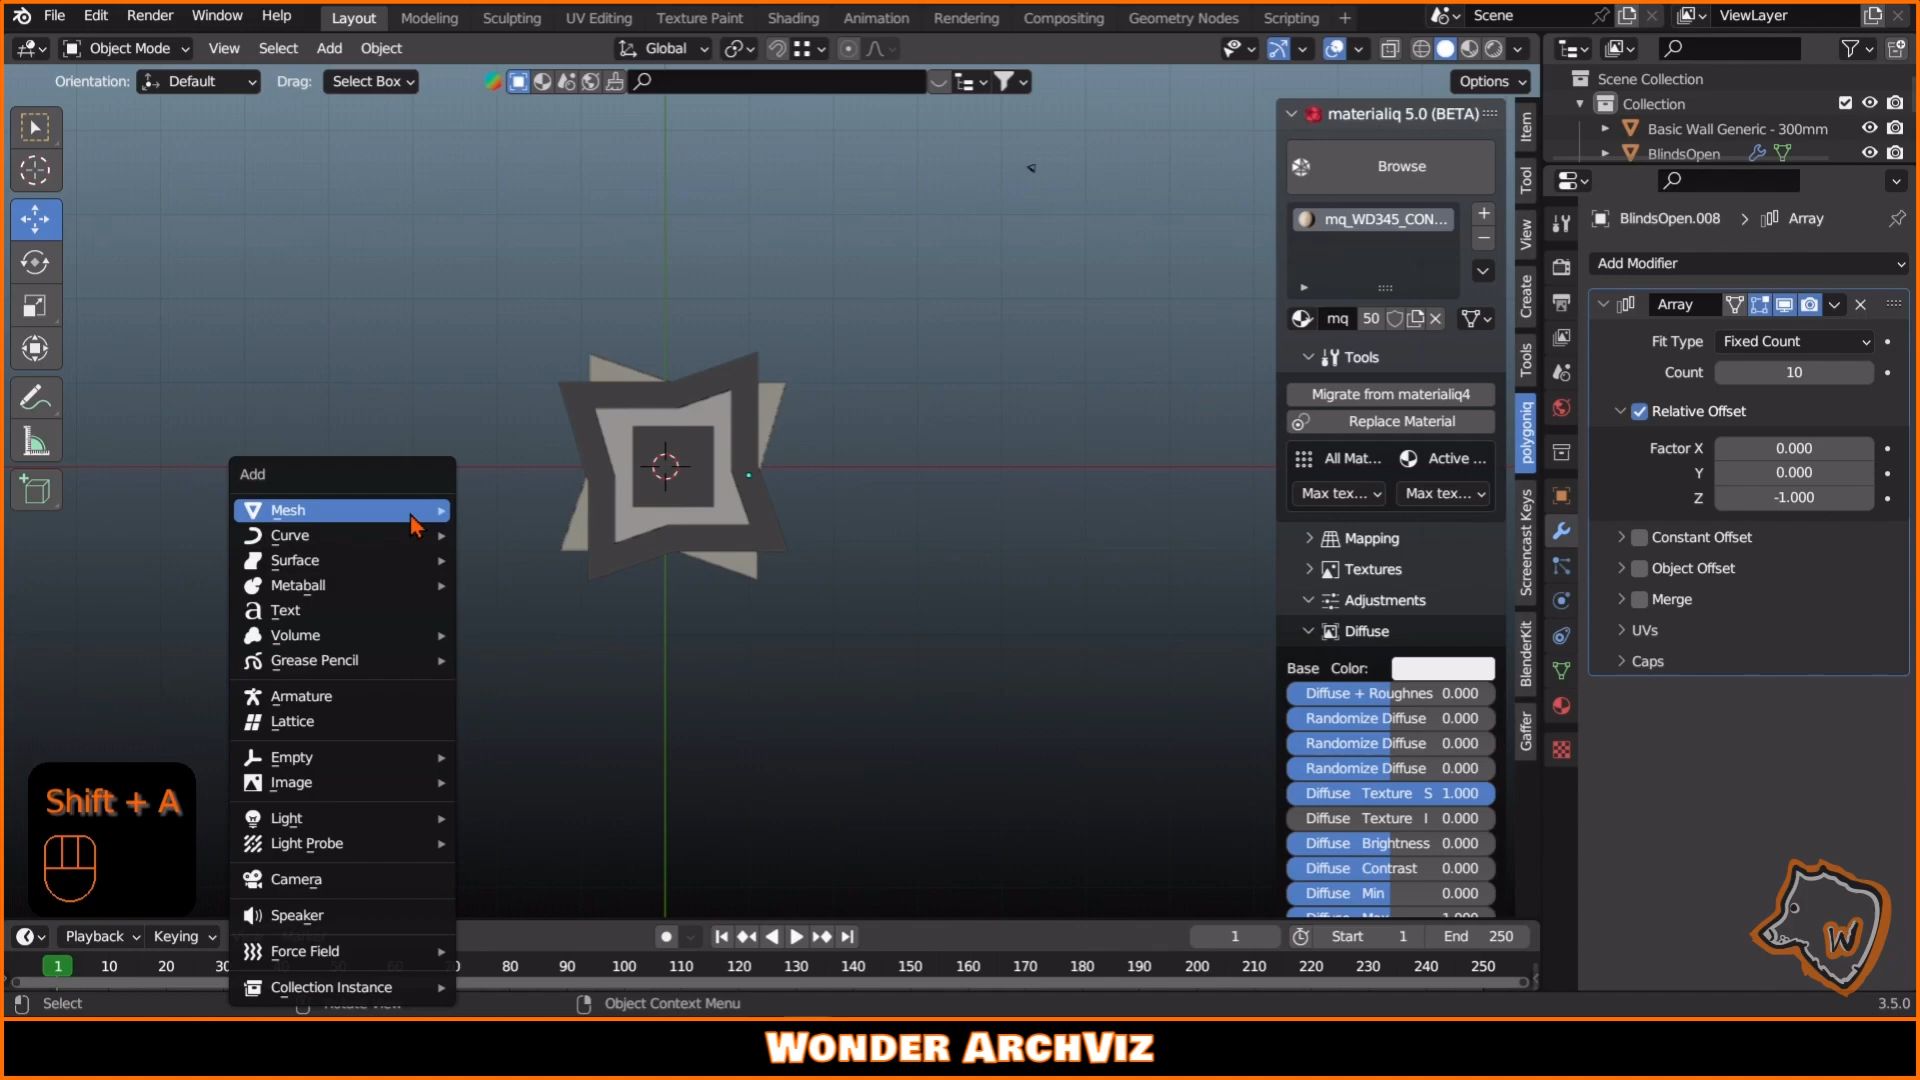 File Edit Render Window Help
Layout Modeling Sculpting UV Editing Texture Paint Shading Animation Rendering Compositing Geometry Nodes Scripting +
Scene ViewLayer
Object Mode View Select Add Object
Global
Orientation: Default Drag: Select Box
Options
materialiq 5.0 (BETA)
Browse
mq_WD345_CON...
mq 50
Tools
Migrate from materialiq4
Replace Material
All Mat... Active ...
Max tex... Max tex...
Mapping
Textures
Adjustments
Diffuse
Base Color:
Diffuse + Roughnes 0.000
Randomize Diffuse 0.000
Randomize Diffuse 0.000
Randomize Diffuse 0.000
Diffuse Texture S 1.000
Diffuse Texture I 0.000
Diffuse Brightness 0.000
Diffuse Contrast 0.000
Diffuse Min 0.000
Item
Tool
View
Create
Tools
polygoniq
Screencast Keys
BlenderKit
Gaffer
Scene Collection
Collection
Basic Wall Generic - 300mm
BlindsOpen
BlindsOpen.008 > Array
Add Modifier
Array
Fit Type Fixed Count
Count 10
Relative Offset
Factor X 0.000
Y 0.000
Z -1.000
Constant Offset
Object Offset
Merge
UVs
Caps
Add
Mesh
Curve
Surface
Metaball
Text
Volume
Grease Pencil
Armature
Lattice
Empty
Image
Light
Light Probe
Camera
Speaker
Force Field
Collection Instance
Shift + A
Playback Keying
1 Start 1 End 250
1 10 20 80 90 100 110 120 130 140 150 160 170 180 190 200 210 220 230 240 250
Select Object Context Menu 3.5.0
W
Wonder ArchViz